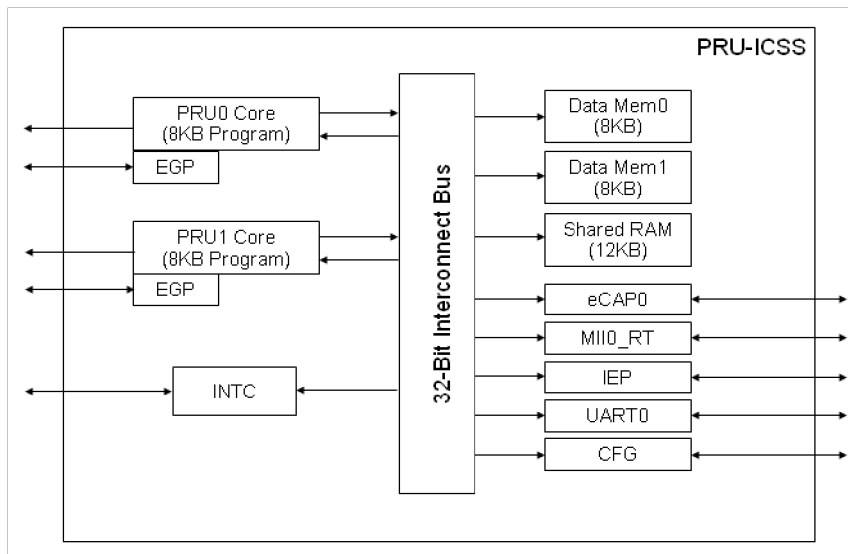 PRU-ICSS
PRU0 Core
(8KB Program)
EGP
PRU1 Core
(8KB Program)
EGP
INTC
32-Bit Interconnect Bus
Data Mem0
(8KB)
Data Mem1
(8KB)
Shared RAM
(12KB)
eCAP0
MII0_RT
IEP
UART0
CFG